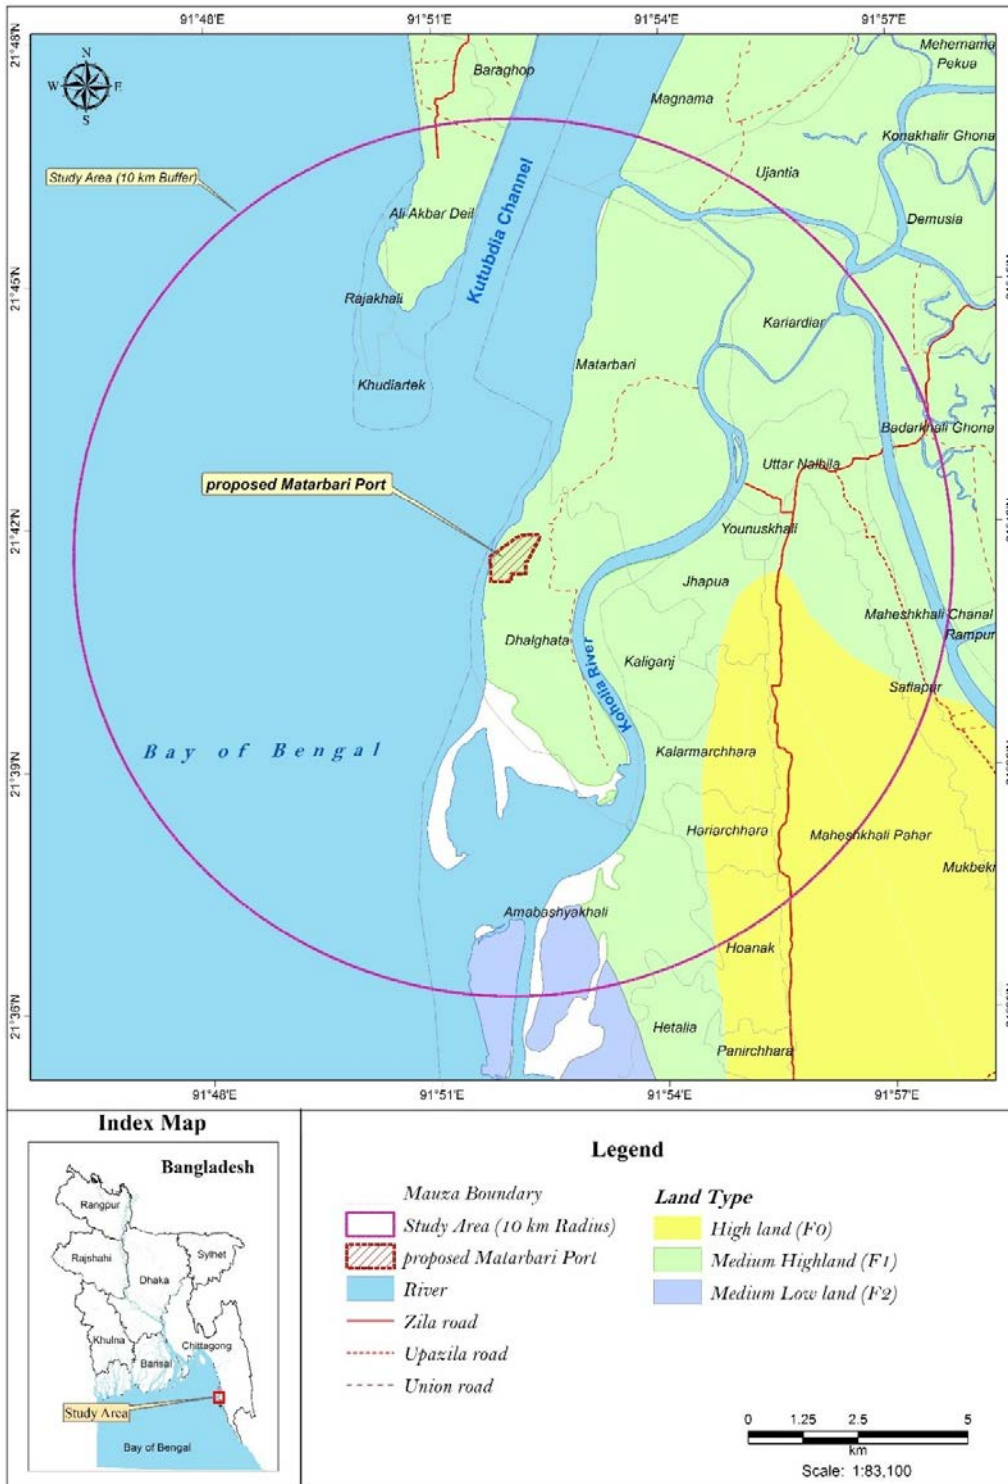 91°48'E 91°51'E 91°54'E 91°57'E
21°48'N
N
W E
S
Baraghop
Mehernama
Pekua
Magnama
Konakhalir Ghona
Study Area (10 km Buffer)
Ujantia
Ali Akbar Deil
Demusia
Kutubdia Channel
21°45'N
Rajakhali
Kariardiar
Khudiartek
Matarbari
Badarkhali Ghona
Uttar Nalbila
proposed Matarbari Port
21°42'N
Younuskhali
Jhapua
Maheshkhali Chanal
Rampur
Dhalghata
Kaliganj
Koholia River
Saflapur
Bay of Bengal
Kalarmarchhara
21°39'N
Hariarchhara
Maheshkhali Pahar
Mukbeki
Amabashyakhali
Hoanak
21°36'N
Hetalia
Panirchhara
91°48'E 91°51'E 91°54'E 91°57'E
Index Map
Bangladesh
Rangpur
Rajshahi
Sylhet
Dhaka
Khulna
Barisal
Chittagong
Study Area
Bay of Bengal
Legend
Mauza Boundary
Study Area (10 km Radius)
proposed Matarbari Port
River
Zila road
Upazila road
Union road
Land Type
High land (F0)
Medium Highland (F1)
Medium Low land (F2)
0 1.25 2.5 5
km
Scale: 1:83,100